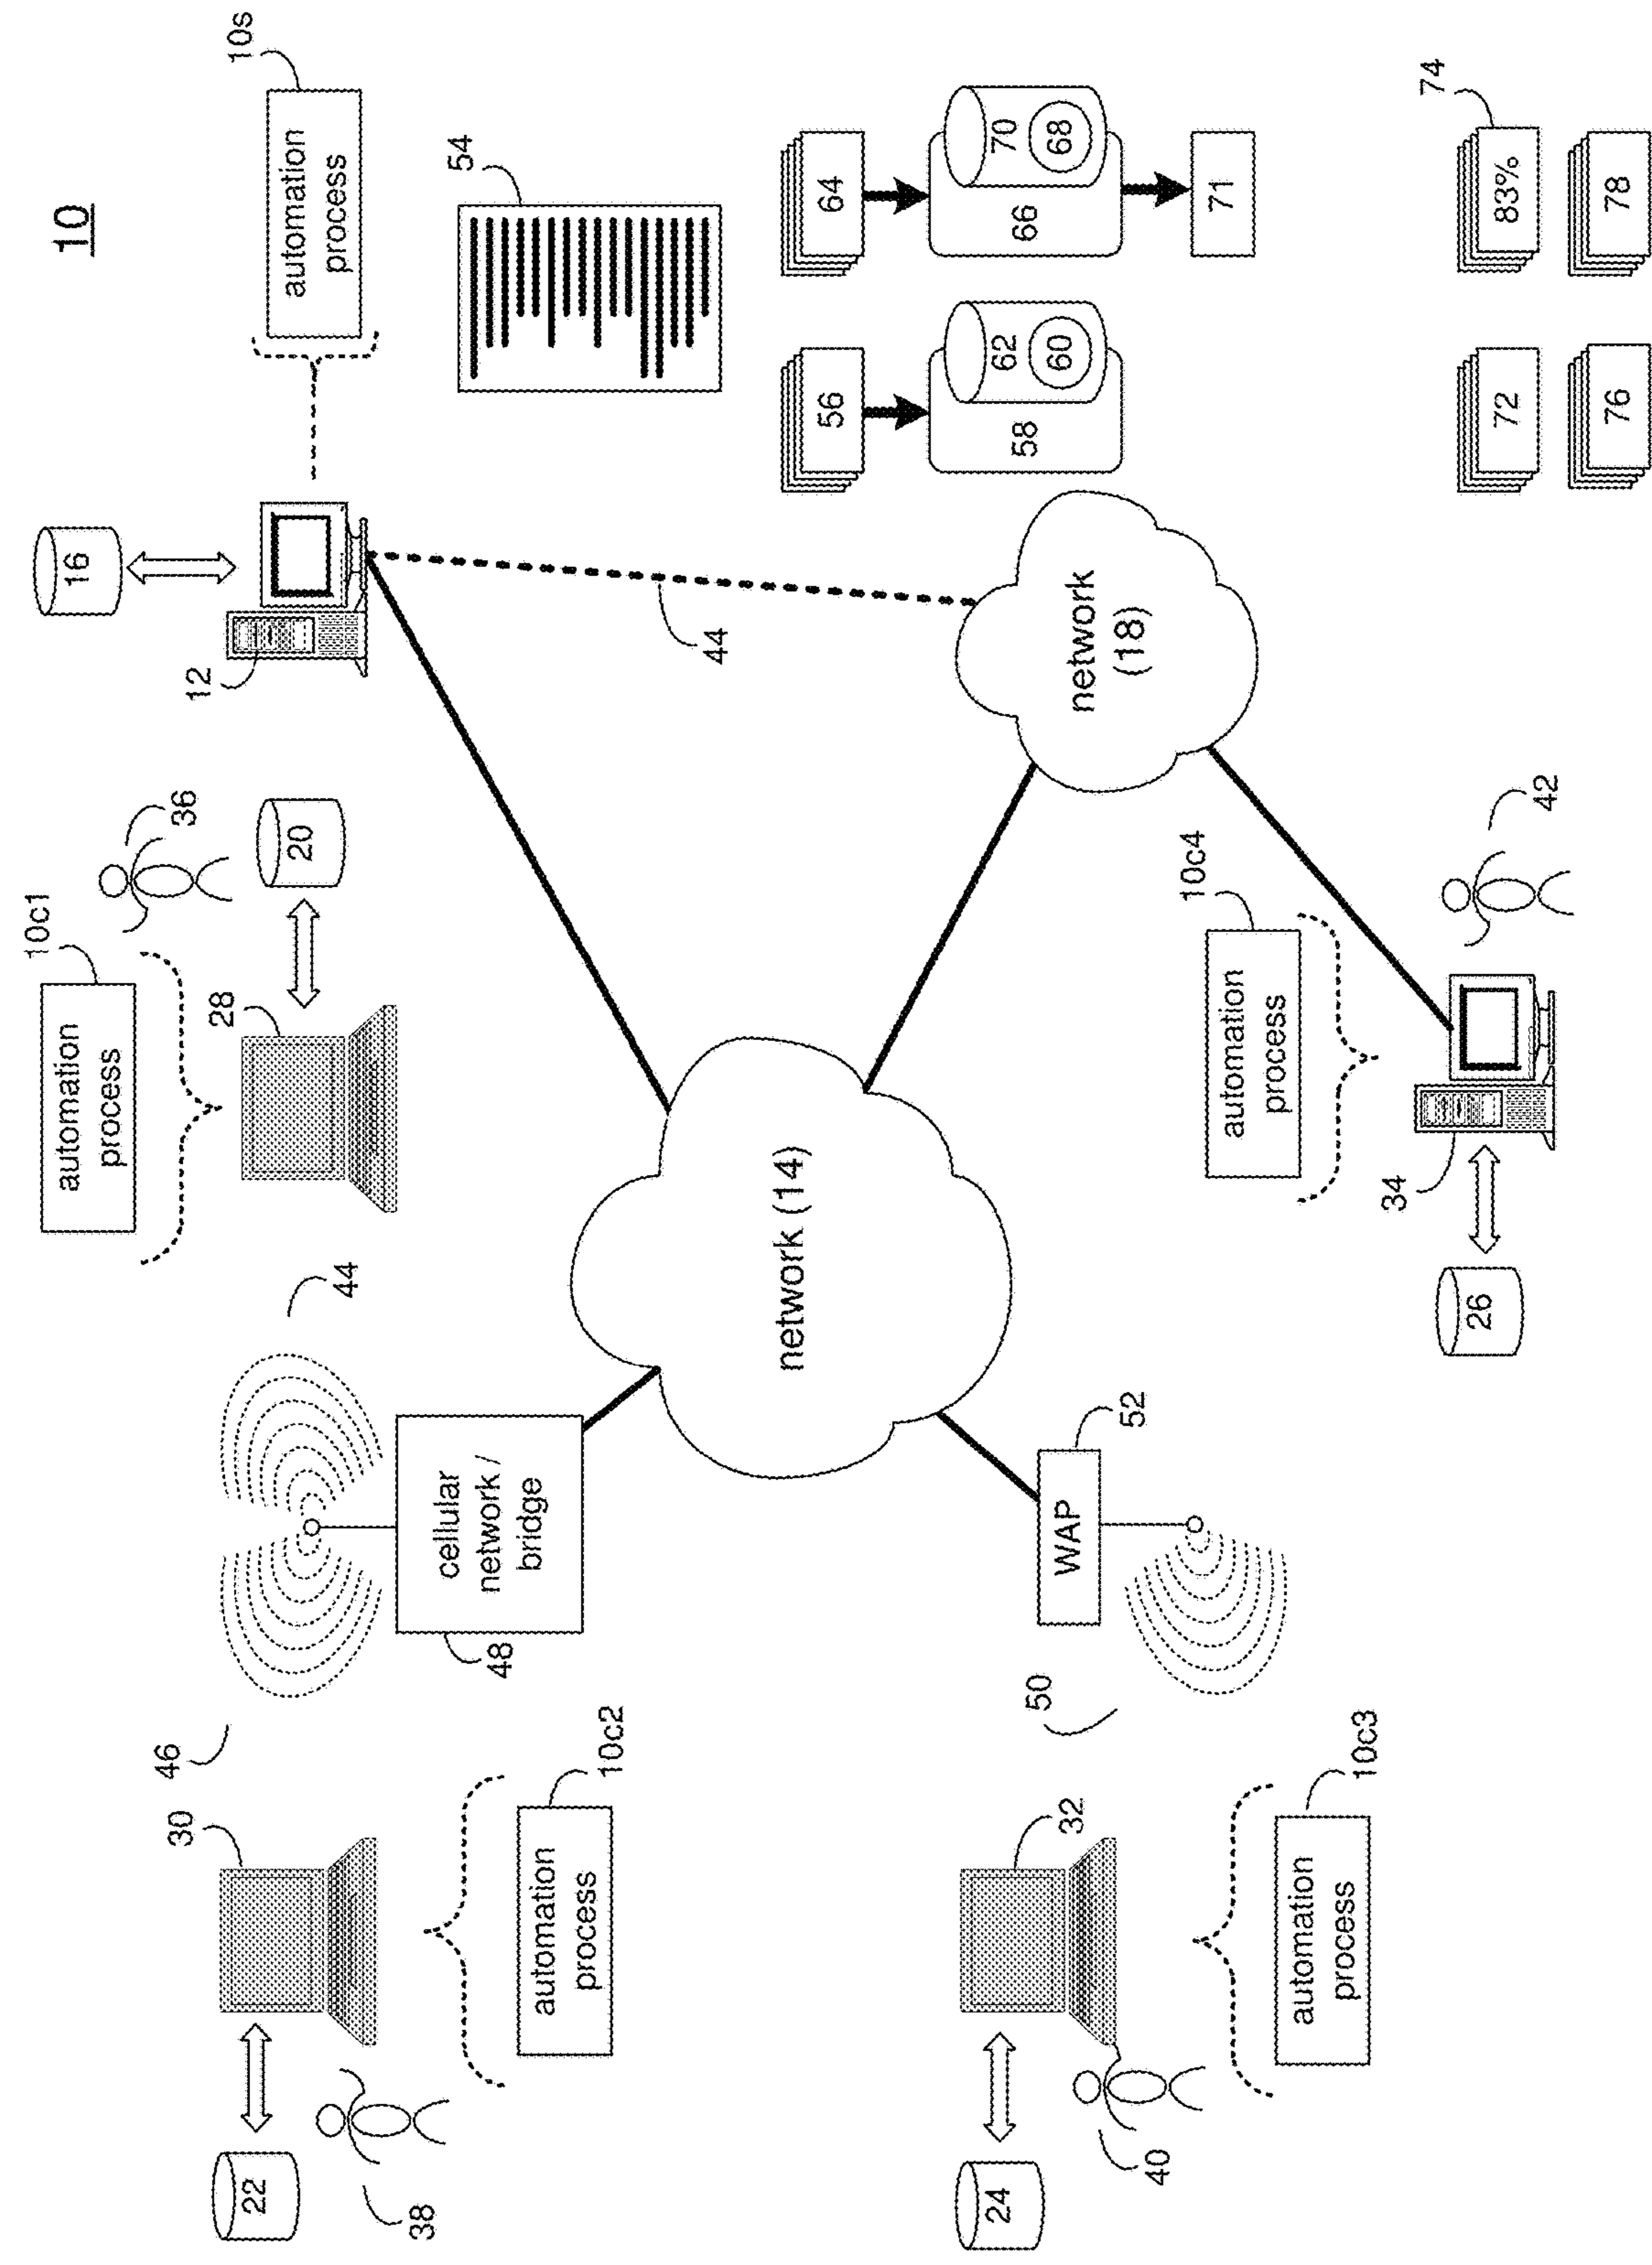 10
10s
automation
process
16
12
54
44
36
20
10c1
automation
process
28
44
46
cellular
network /
bridge
48
30
22
38
10c2
automation
process
network (14)
network
(18)
56
62
60
58
64
70
68
66
71
72
83%
74
76
78
10c4
automation
process
42
34
26
52
WAP
50
32
24
40
10c3
automation
process